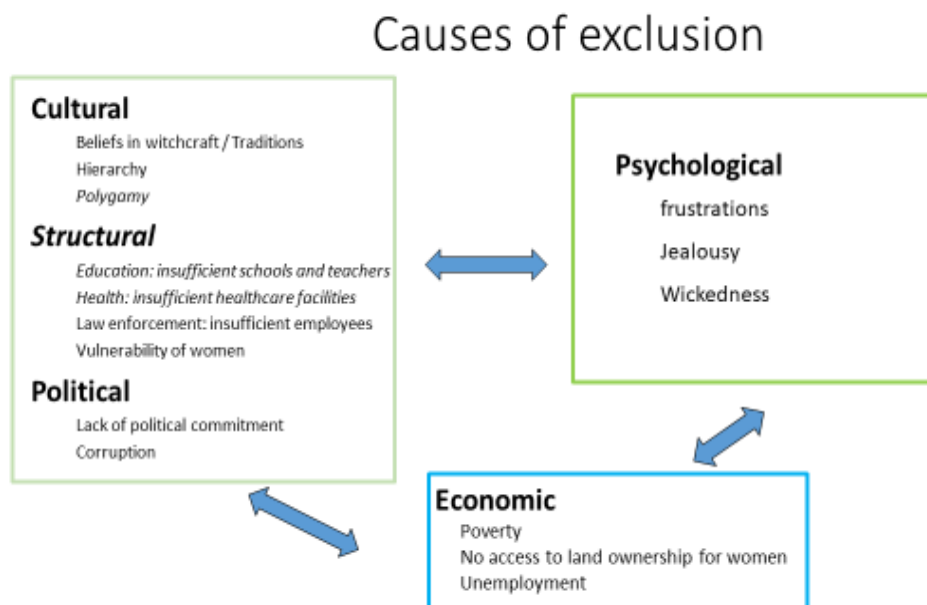 Causes of exclusion
Cultural
Beliefs in witchcraft / Traditions
Hierarchy
Polygamy
Structural
Education: insufficient schools and teachers
Health: insufficient healthcare facilities
Law enforcement: insufficient employees
Vulnerability of women
Political
Lack of political commitment
Corruption
Psychological
frustrations
Jealousy
Wickedness
Economic
Poverty
No access to land ownership for women
Unemployment